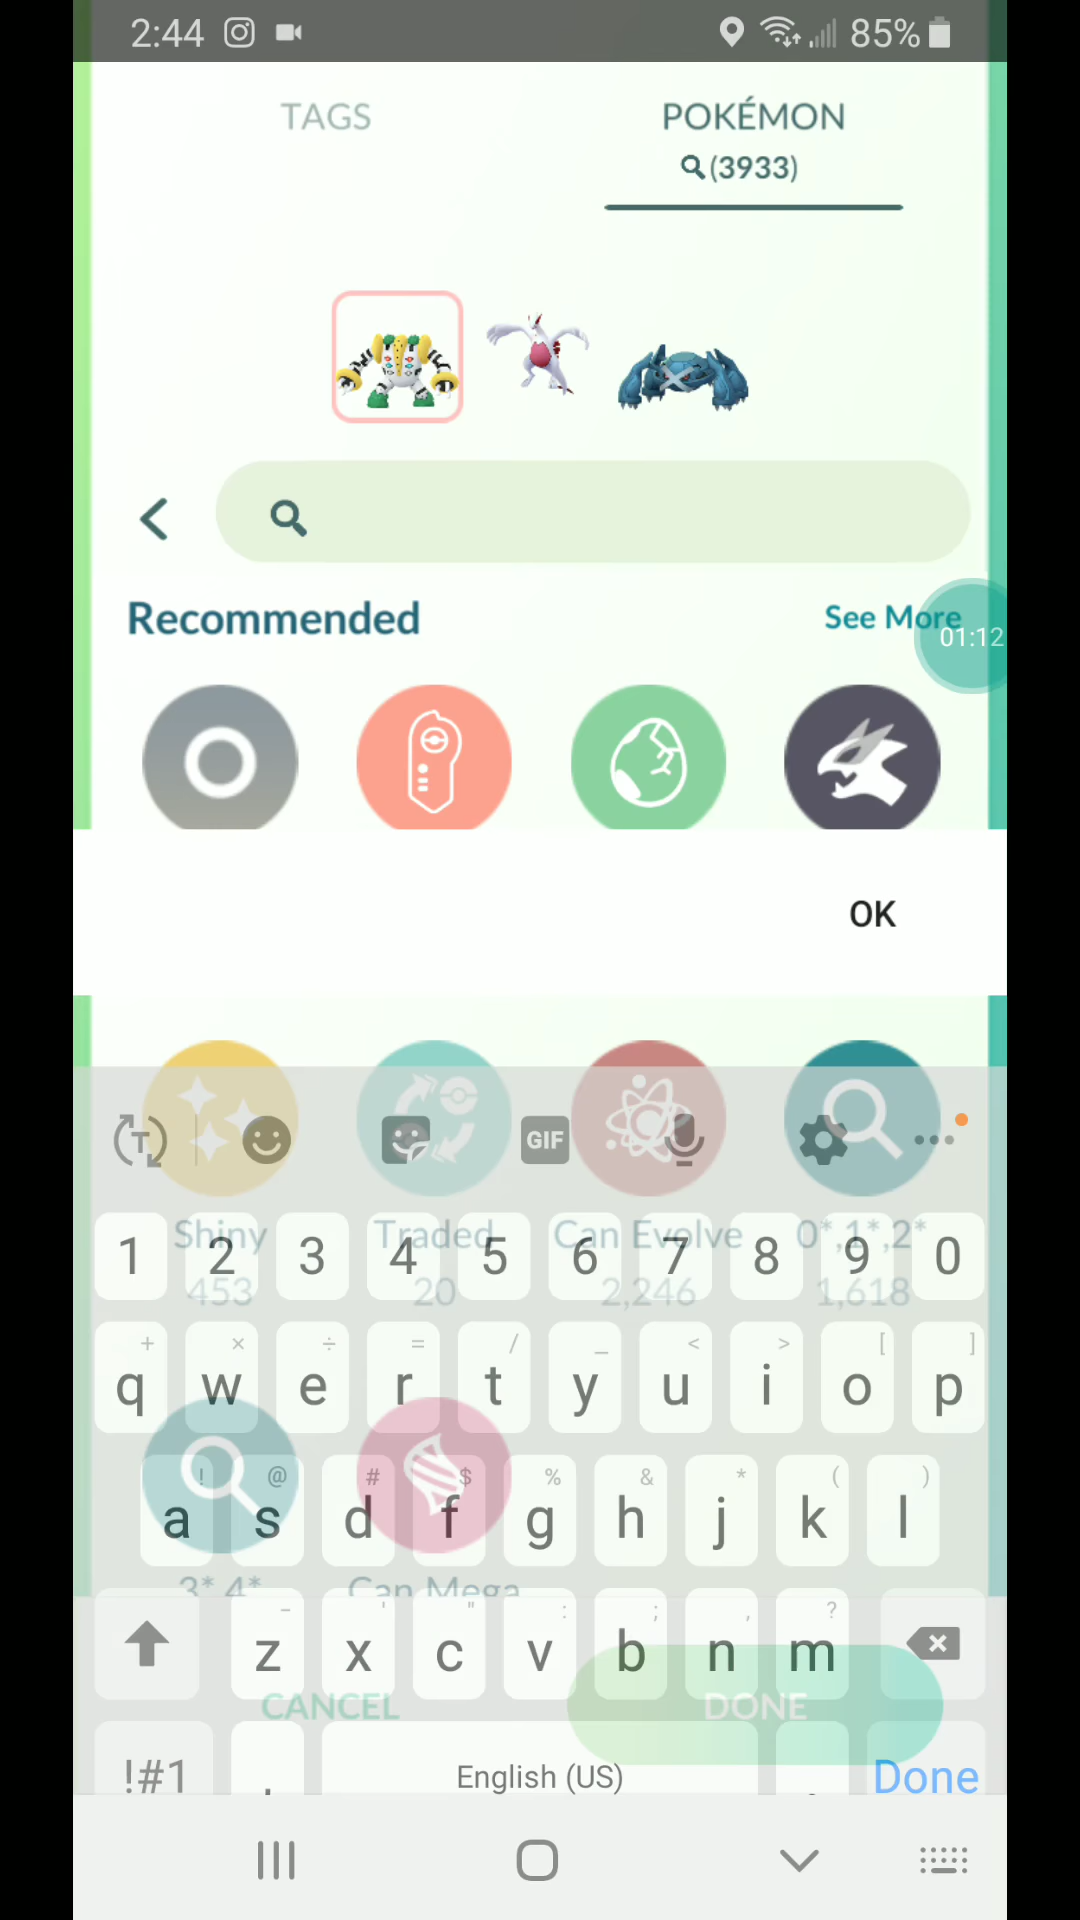 2:44
85%
TAGS
POKÉMON
(3933)
Recommended
See More
01:12
OK
GIF
Shiny
Traded
Can Evolve
0*,1*,2*
453
20
2,246
1,618
1 2 3 4 5 6 7 8 9 0
+ × ÷ = / _ < > [ ]
q w e r t y u i o p
! @ # $ % & * ( )
a s d f g h j k l
3* 4*
Can Mega
- ' " : ; , ?
z x c v b n m
CANCEL
DONE
!#1 , English (US) . Done